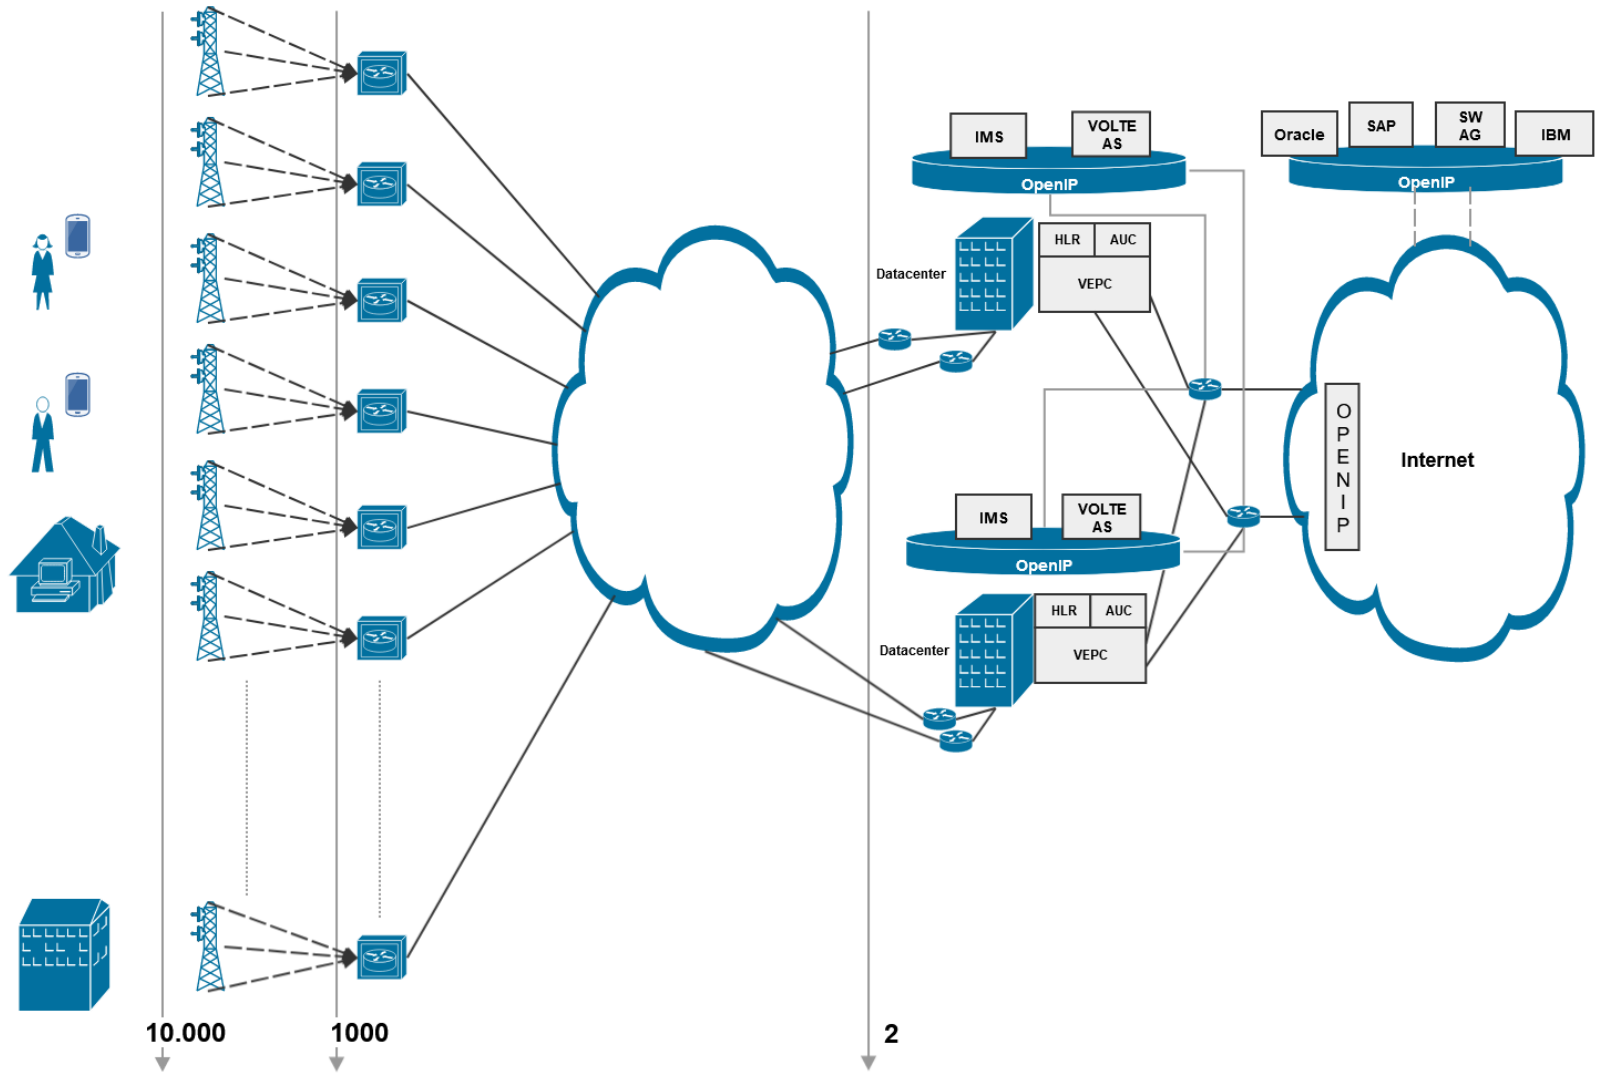 IMS
VOLTE
AS
OpenIP
Oracle
SAP
SW
AG
IBM
OpenIP
Datacenter
HLR
AUC
VEPC
O
P
E
N
I
P
Internet
IMS
VOLTE
AS
OpenIP
Datacenter
HLR
AUC
VEPC
10.000
1000
2